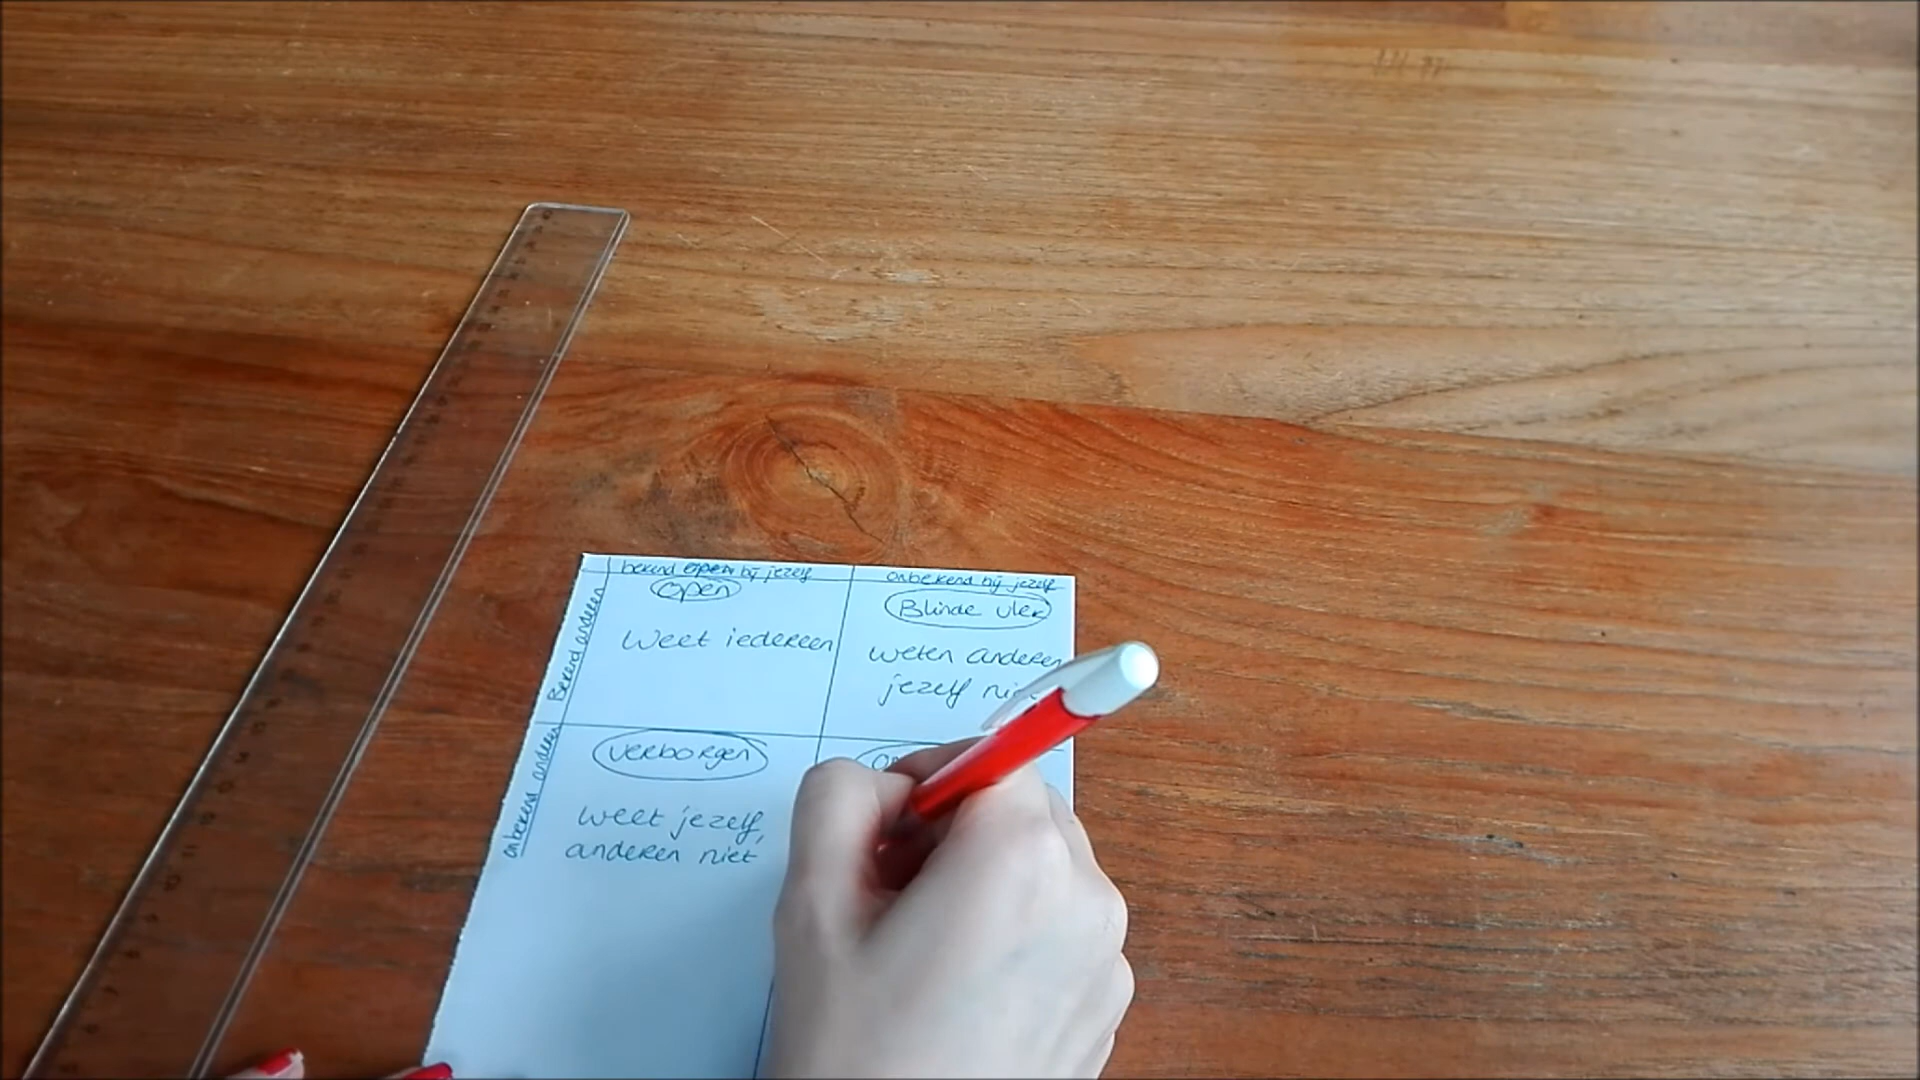 bekend open bij jezelf
onbekend bij jezelf
open
Blinde vlek
Bekend anderen
Weet iedereen
weten anderen
jezelf niet
verborgen
onbekend anderen
weet jezelf,
anderen niet